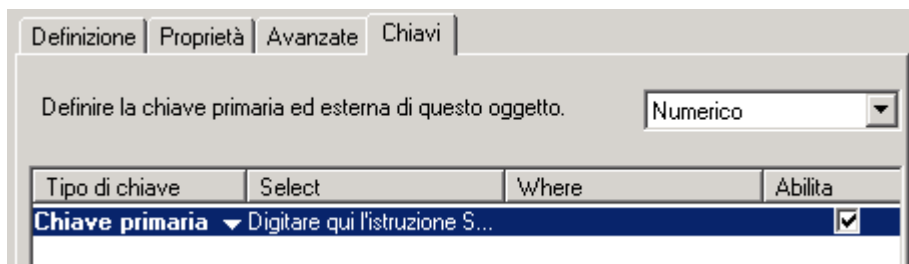 Definizione Proprietà Avanzate Chiavi
Definire la chiave primaria ed esterna di questo oggetto. Numerico
Tipo di chiave Select Where Abilita
Chiave primaria Digitare qui l'istruzione S...